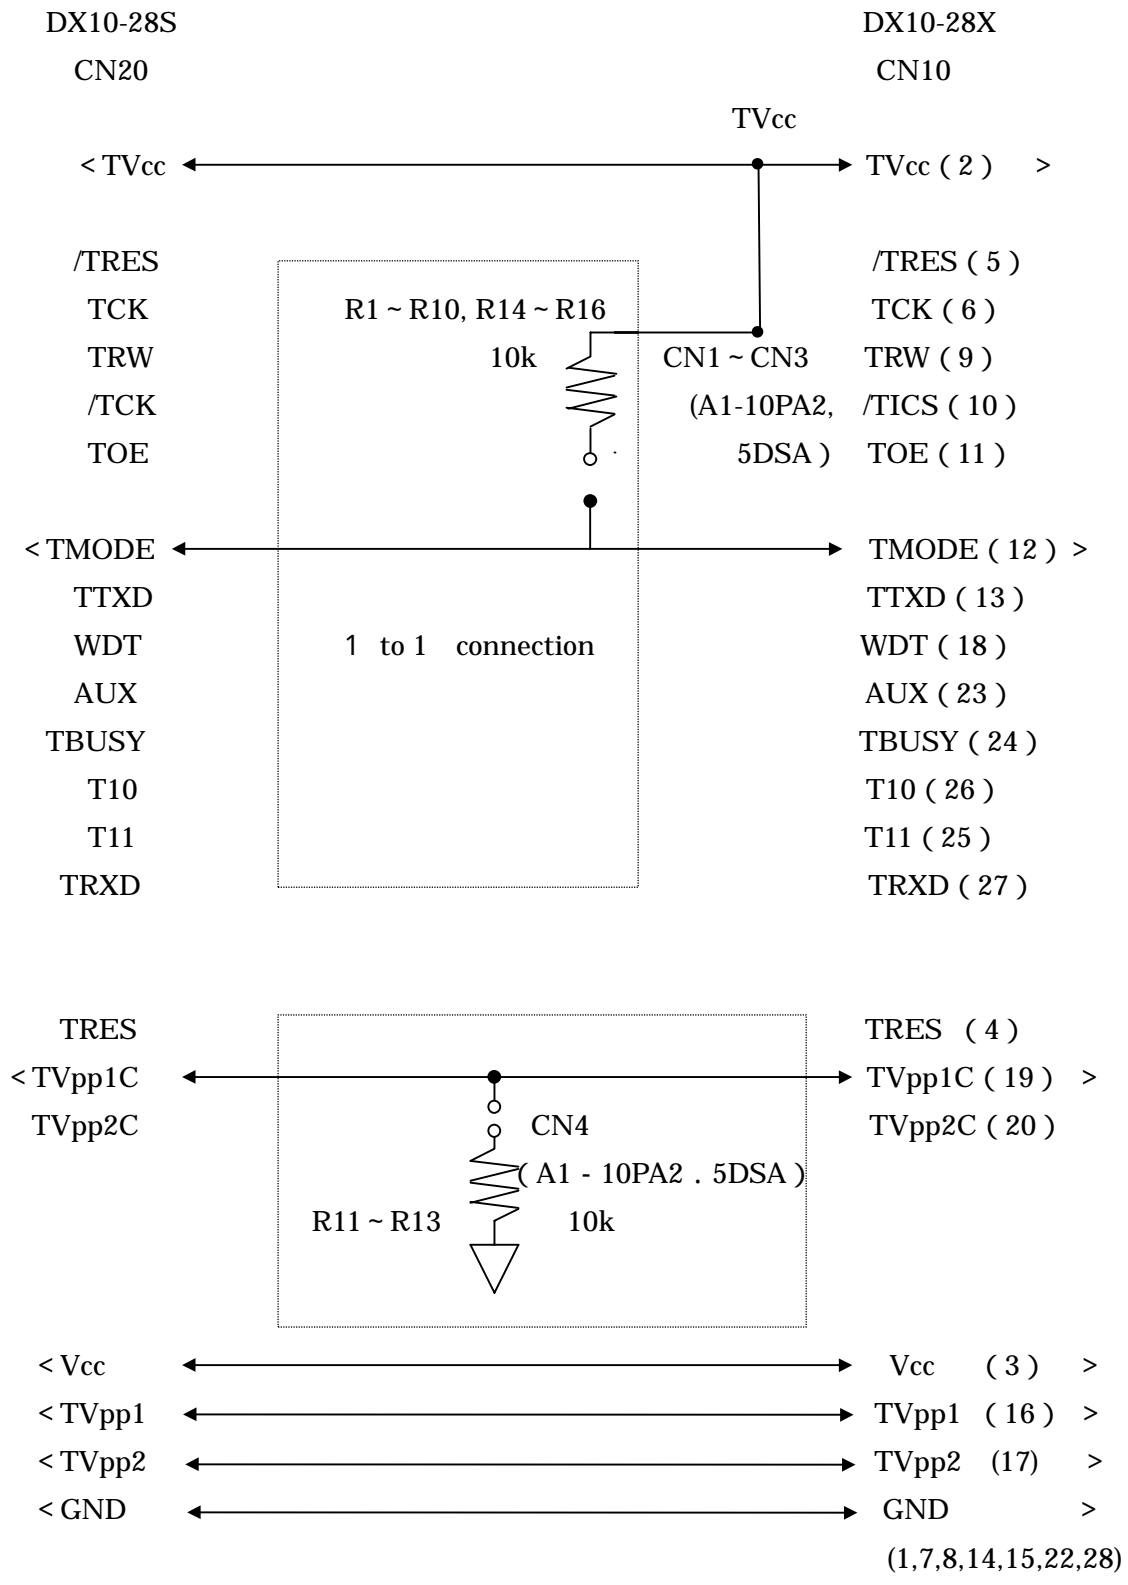 DX10-28S DX10-28X
CN20 CN10
TVcc
< TVcc TVcc ( 2 ) >
/TRES /TRES ( 5 )
TCK R1 ~ R10, R14 ~ R16 TCK ( 6 )
TRW 10k CN1 ~ CN3 TRW ( 9 )
/TCK (A1-10PA2, /TICS ( 10 )
TOE 5DSA ) TOE ( 11 )
< TMODE TMODE ( 12 ) >
TTXD TTXD ( 13 )
WDT 1 to 1 connection WDT ( 18 )
AUX AUX ( 23 )
TBUSY TBUSY ( 24 )
T10 T10 ( 26 )
T11 T11 ( 25 )
TRXD TRXD ( 27 )
TRES TRES ( 4 )
< TVpp1C TVpp1C ( 19 ) >
TVpp2C CN4 TVpp2C ( 20 )
( A1 - 10PA2 . 5DSA )
R11 ~ R13 10k
< Vcc Vcc ( 3 ) >
< TVpp1 TVpp1 ( 16 ) >
< TVpp2 TVpp2 (17) >
< GND GND >
(1,7,8,14,15,22,28)